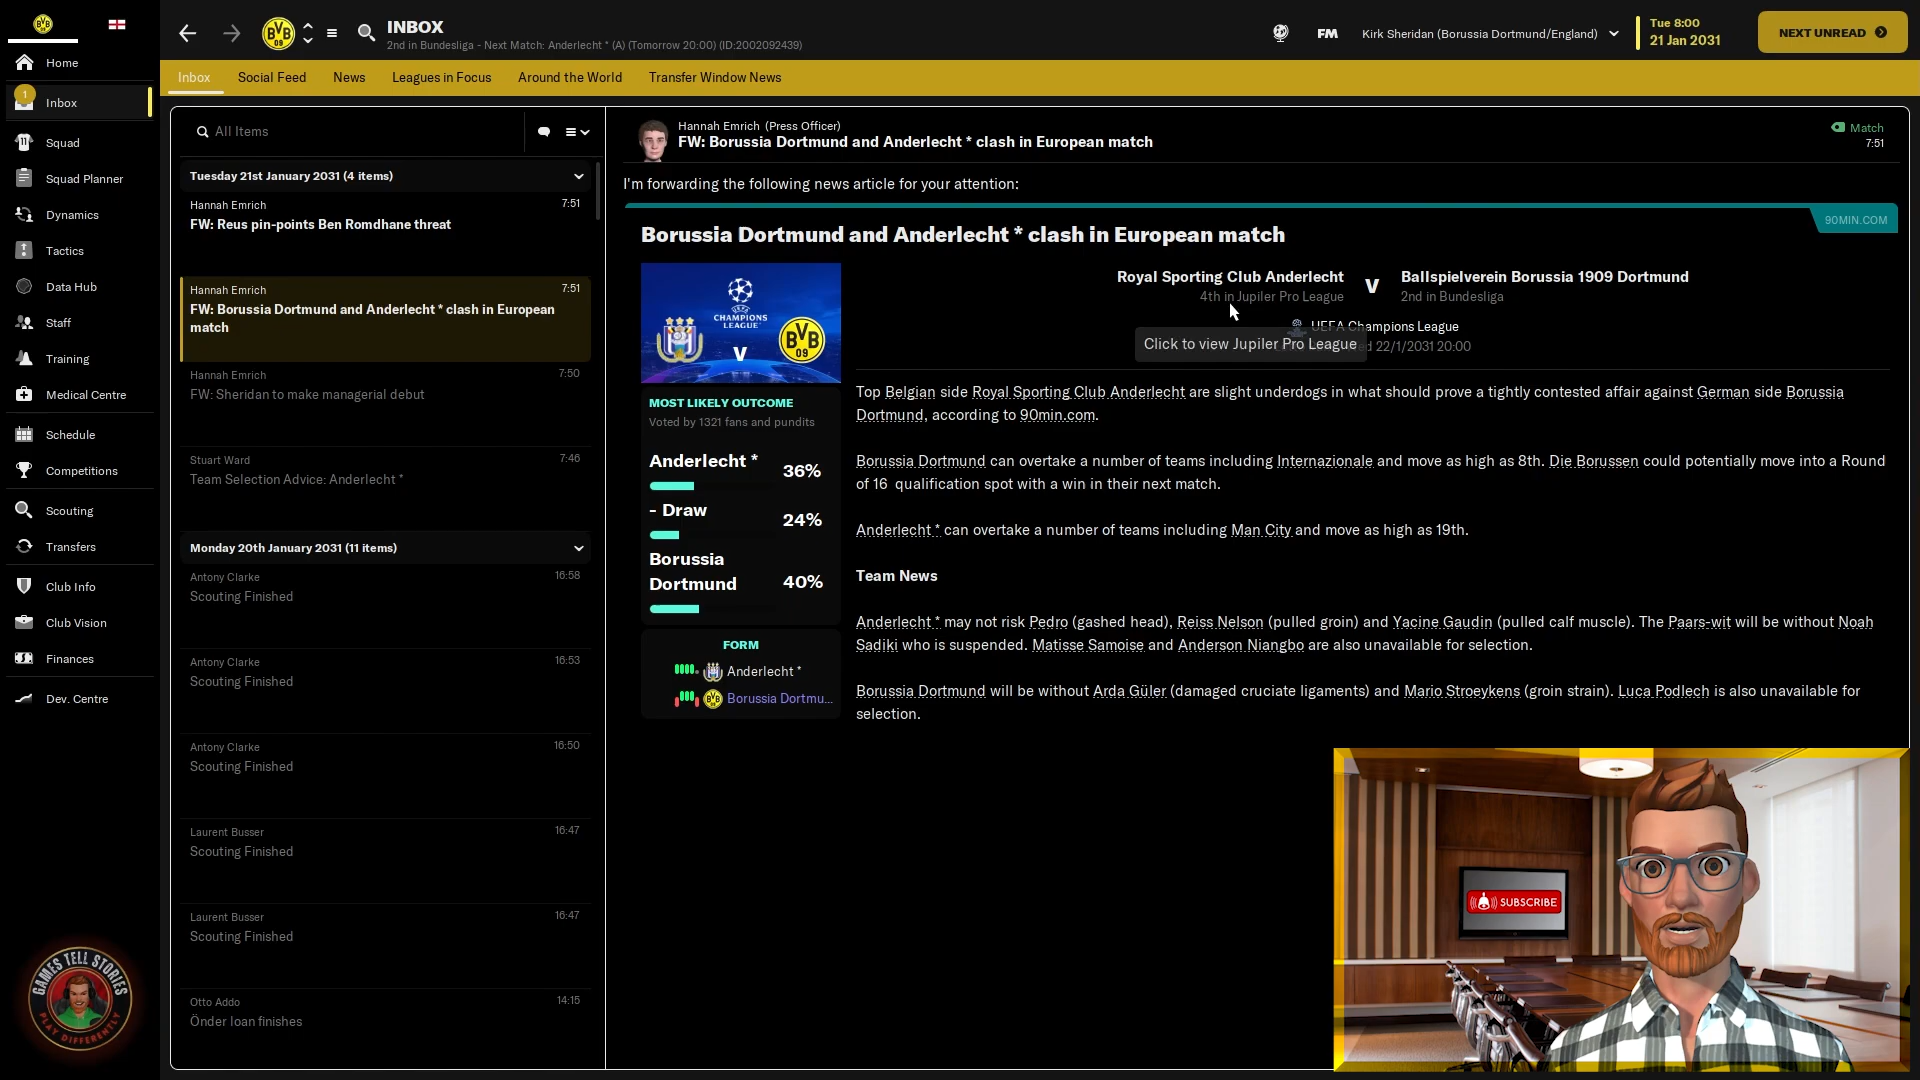 INBOX
2nd in Bundesliga - Next Match: Anderlecht * (A) (Tomorrow 20:00) (ID:2002092439)
FM
Kirk Sheridan (Borussia Dortmund/England)
Tue 8:00
21 Jan 2031
NEXT UNREAD
Inbox
Social Feed
News
Leagues in Focus
Around the World
Transfer Window News
Home
1
Inbox
Squad
Squad Planner
Dynamics
Tactics
Data Hub
Staff
Training
Medical Centre
Schedule
Competitions
Scouting
Transfers
Club Info
Club Vision
Finances
Dev. Centre
GAMES TELL STORIES
PLAY DIFFERENTLY
All Items
Tuesday 21st January 2031 (4 items)
Hannah Emrich 7:51
FW: Reus pin-points Ben Romdhane threat
Hannah Emrich 7:51
FW: Borussia Dortmund and Anderlecht * clash in European
match
Hannah Emrich 7:50
FW: Sheridan to make managerial debut
Stuart Ward 7:46
Team Selection Advice: Anderlecht *
Monday 20th January 2031 (11 items)
Antony Clarke 16:58
Scouting Finished
Antony Clarke 16:53
Scouting Finished
Antony Clarke 16:50
Scouting Finished
Laurent Busser 16:47
Scouting Finished
Laurent Busser 16:47
Scouting Finished
Otto Addo 14:15
Önder loan finishes
Hannah Emrich (Press Officer)
FW: Borussia Dortmund and Anderlecht * clash in European match
Match
7:51
I'm forwarding the following news article for your attention:
90MIN.COM
Borussia Dortmund and Anderlecht * clash in European match
CHAMPIONS
LEAGUE
V
BVB
09
Royal Sporting Club Anderlecht V Ballspielverein Borussia 1909 Dortmund
4th in Jupiler Pro League 2nd in Bundesliga
UEFA Champions League
Click to view Jupiler Pro League
22/1/2031 20:00
MOST LIKELY OUTCOME
Voted by 1321 fans and pundits
Anderlecht * 36%
- Draw 24%
Borussia
Dortmund 40%
FORM
Anderlecht *
Borussia Dortmu...
Top Belgian side Royal Sporting Club Anderlecht are slight underdogs in what should prove a tightly contested affair against German side Borussia
Dortmund, according to 90min.com.
Borussia Dortmund can overtake a number of teams including Internazionale and move as high as 8th. Die Borussen could potentially move into a Round
of 16 qualification spot with a win in their next match.
Anderlecht * can overtake a number of teams including Man City and move as high as 19th.
Team News
Anderlecht * may not risk Pedro (gashed head), Reiss Nelson (pulled groin) and Yacine Gaudin (pulled calf muscle). The Paars-wit will be without Noah
Sadiki who is suspended. Matisse Samoise and Anderson Niangbo are also unavailable for selection.
Borussia Dortmund will be without Arda Güler (damaged cruciate ligaments) and Mario Stroeykens (groin strain). Luca Podlech is also unavailable for
selection.
SUBSCRIBE